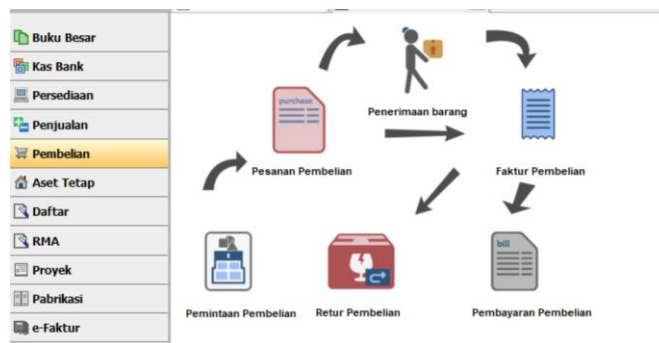 Buku Besar
Kas Bank
Persediaan
Penjualan
Pembelian
Aset Tetap
Daftar
RMA
Proyek
Pabrikasi
e-Faktur
purchase
Penerimaan barang
Pesanan Pembelian
Faktur Pembelian
bill
Pemintaan Pembelian
Retur Pembelian
Pembayaran Pembelian